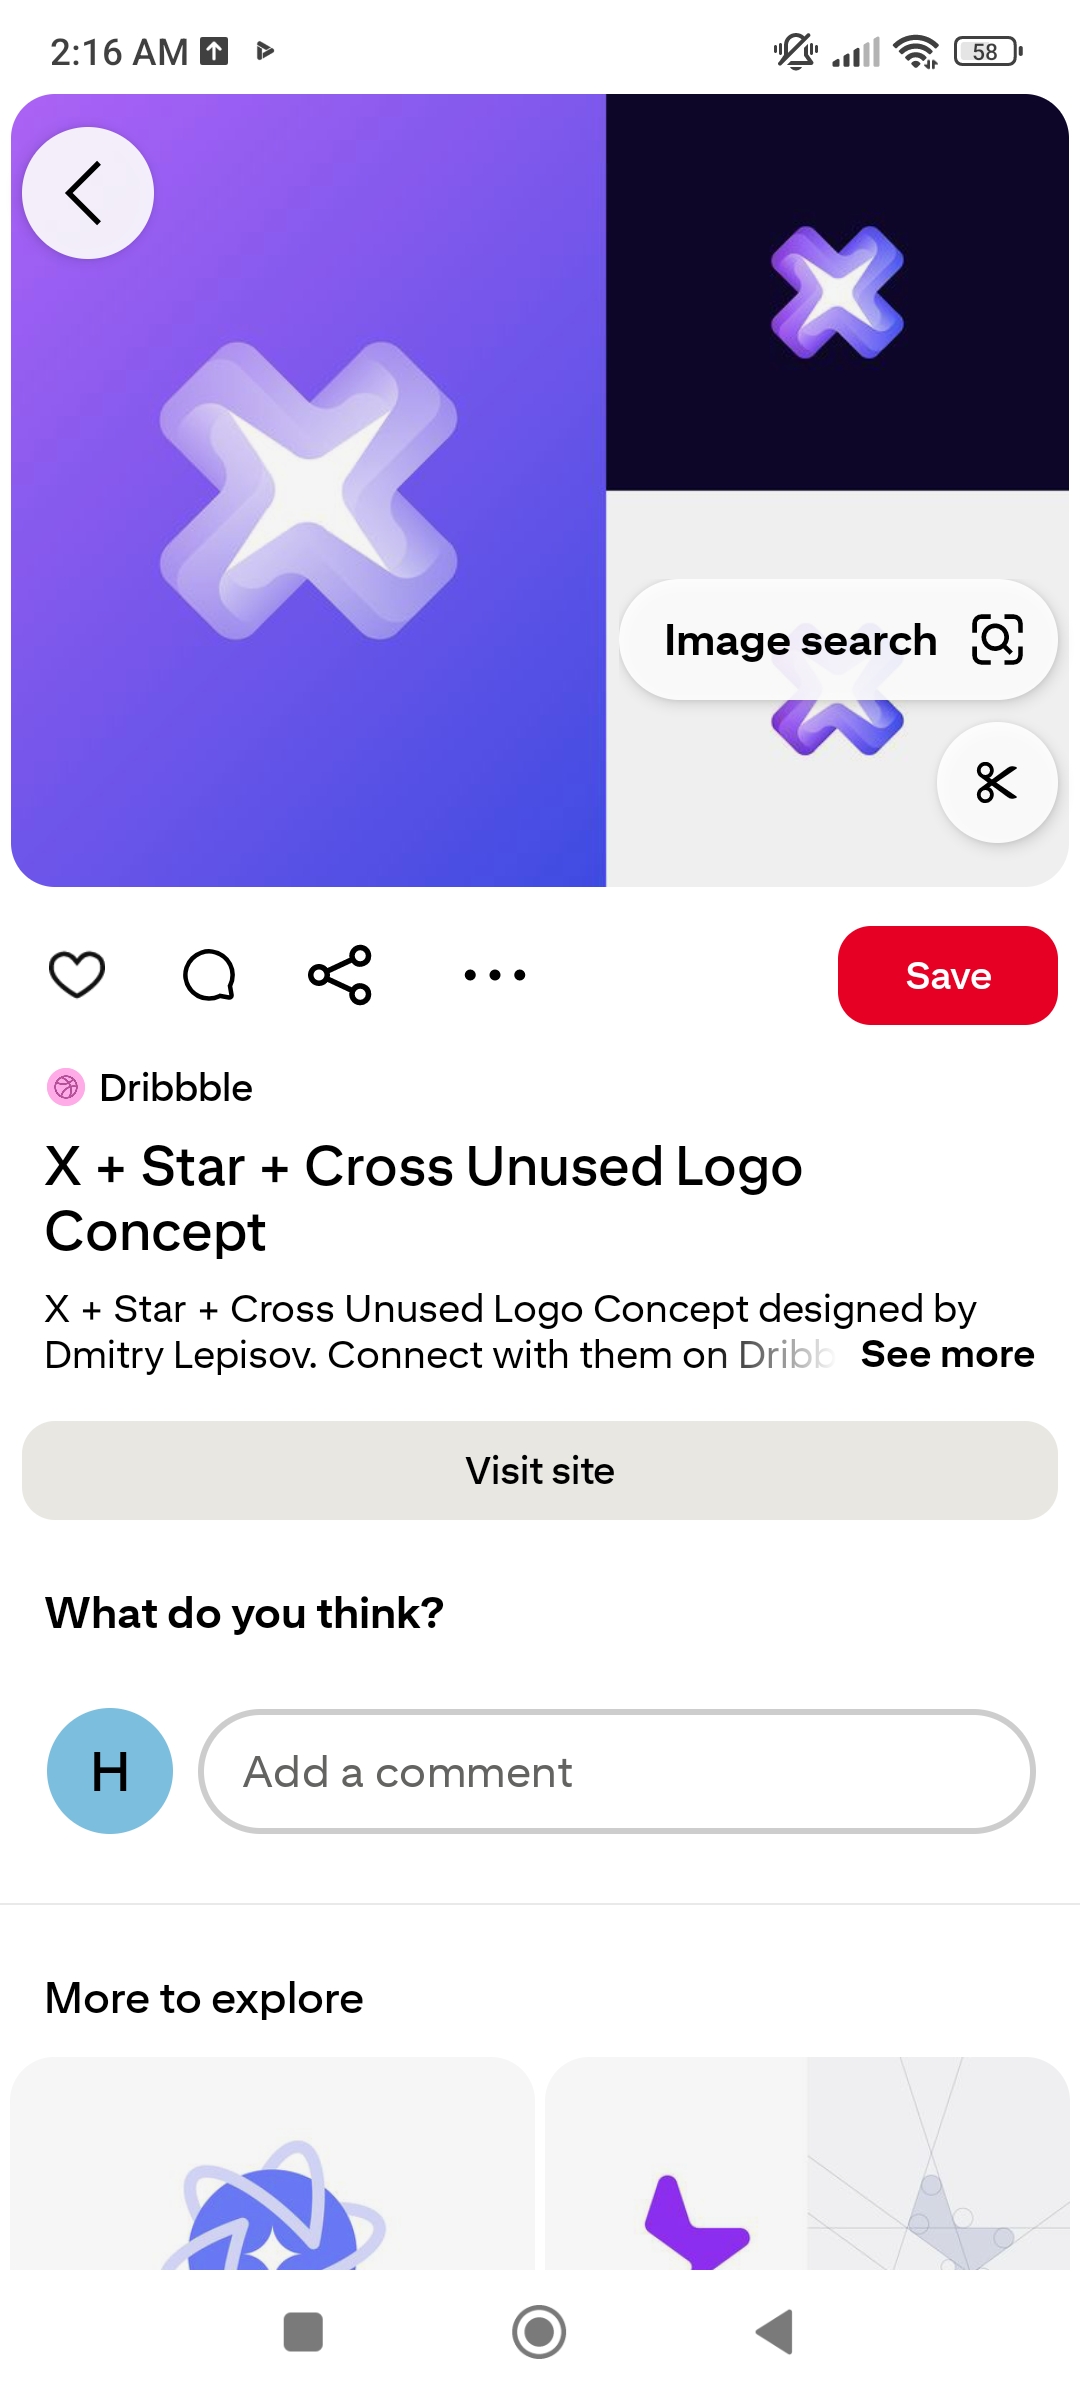 2:16 AM
58
Image search
Save
Dribbble
X + Star + Cross Unused Logo
Concept
X + Star + Cross Unused Logo Concept designed by
Dmitry Lepisov. Connect with them on Dribb See more
Visit site
What do you think?
H
Add a comment
More to explore